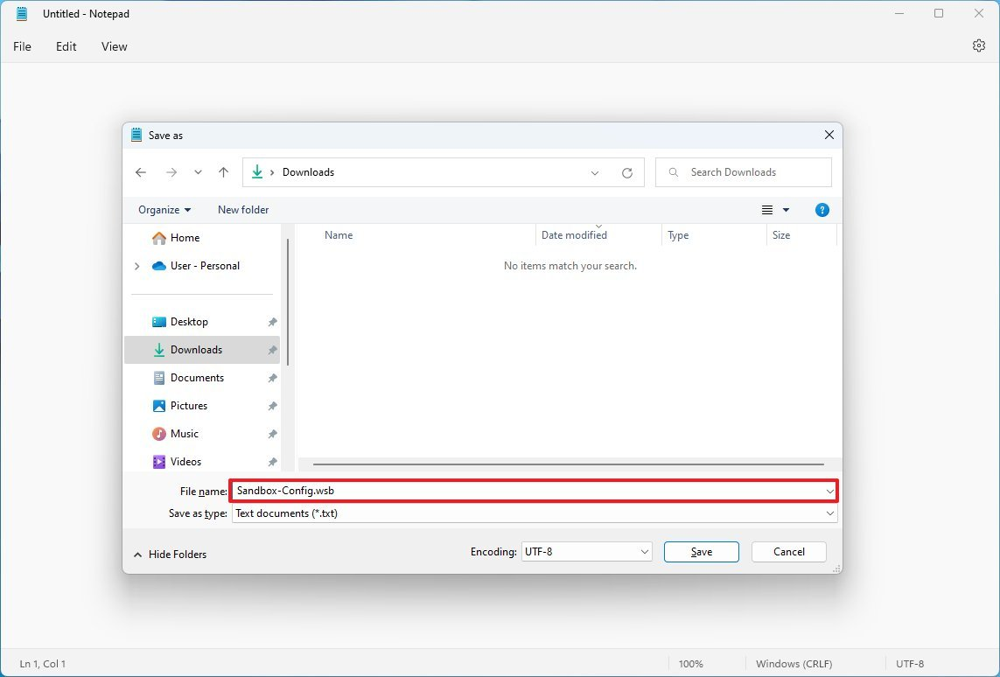 Untitled - Notepad
File Edit View
Save as
Downloads
Search Downloads
Organize New folder
?
Name Date modified Type Size
Home
No items match your search.
User - Personal
Desktop
Downloads
Documents
Pictures
Music
Videos
File name: Sandbox-Config.wsb
Save as type: Text documents (*.txt)
Hide Folders Encoding: UTF-8 Save Cancel
Ln 1, Col 1 100% Windows (CRLF) UTF-8